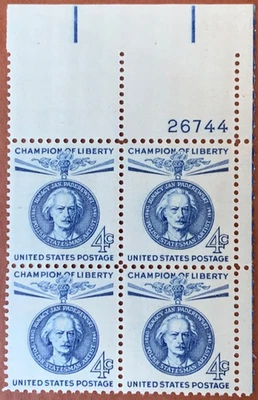 26744
CHAMPION OF LIBERTY CHAMPION OF LIBERTY
IGNACY JAN PADEREWSKI IGNACY JAN PADEREWSKI
POLISH STATESMAN ARTIST POLISH STATESMAN ARTIST
4¢ 4¢
UNITED STATES POSTAGE UNITED STATES POSTAGE
CHAMPION OF LIBERTY CHAMPION OF LIBERTY
IGNACY JAN PADEREWSKI IGNACY JAN PADEREWSKI
POLISH STATESMAN ARTIST POLISH STATESMAN ARTIST
4¢ 4¢
UNITED STATES POSTAGE UNITED STATES POSTAGE